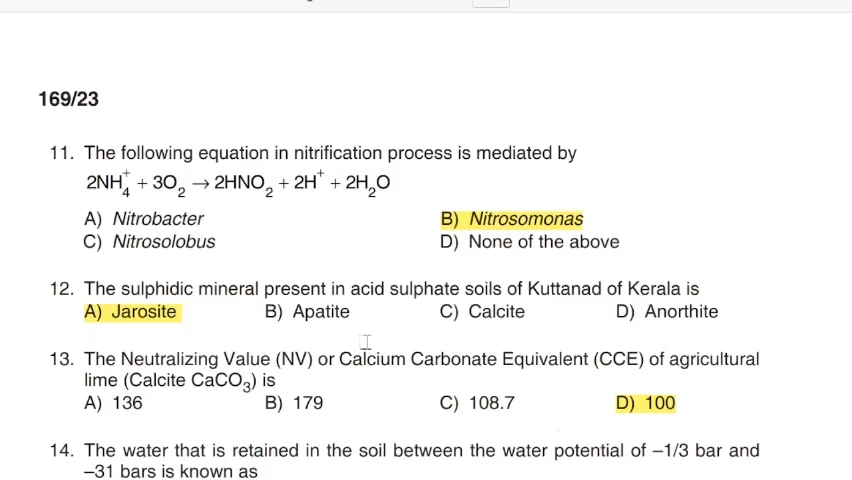 169/23
11. The following equation in nitrification process is mediated by
2NH₄⁺ + 3O₂ → 2HNO₂ + 2H⁺ + 2H₂O
A) Nitrobacter B) Nitrosomonas
C) Nitrosolobus D) None of the above
12. The sulphidic mineral present in acid sulphate soils of Kuttanad of Kerala is
A) Jarosite B) Apatite C) Calcite D) Anorthite
13. The Neutralizing Value (NV) or Calcium Carbonate Equivalent (CCE) of agricultural
lime (Calcite CaCO₃) is
A) 136 B) 179 C) 108.7 D) 100
14. The water that is retained in the soil between the water potential of –1/3 bar and
–31 bars is known as